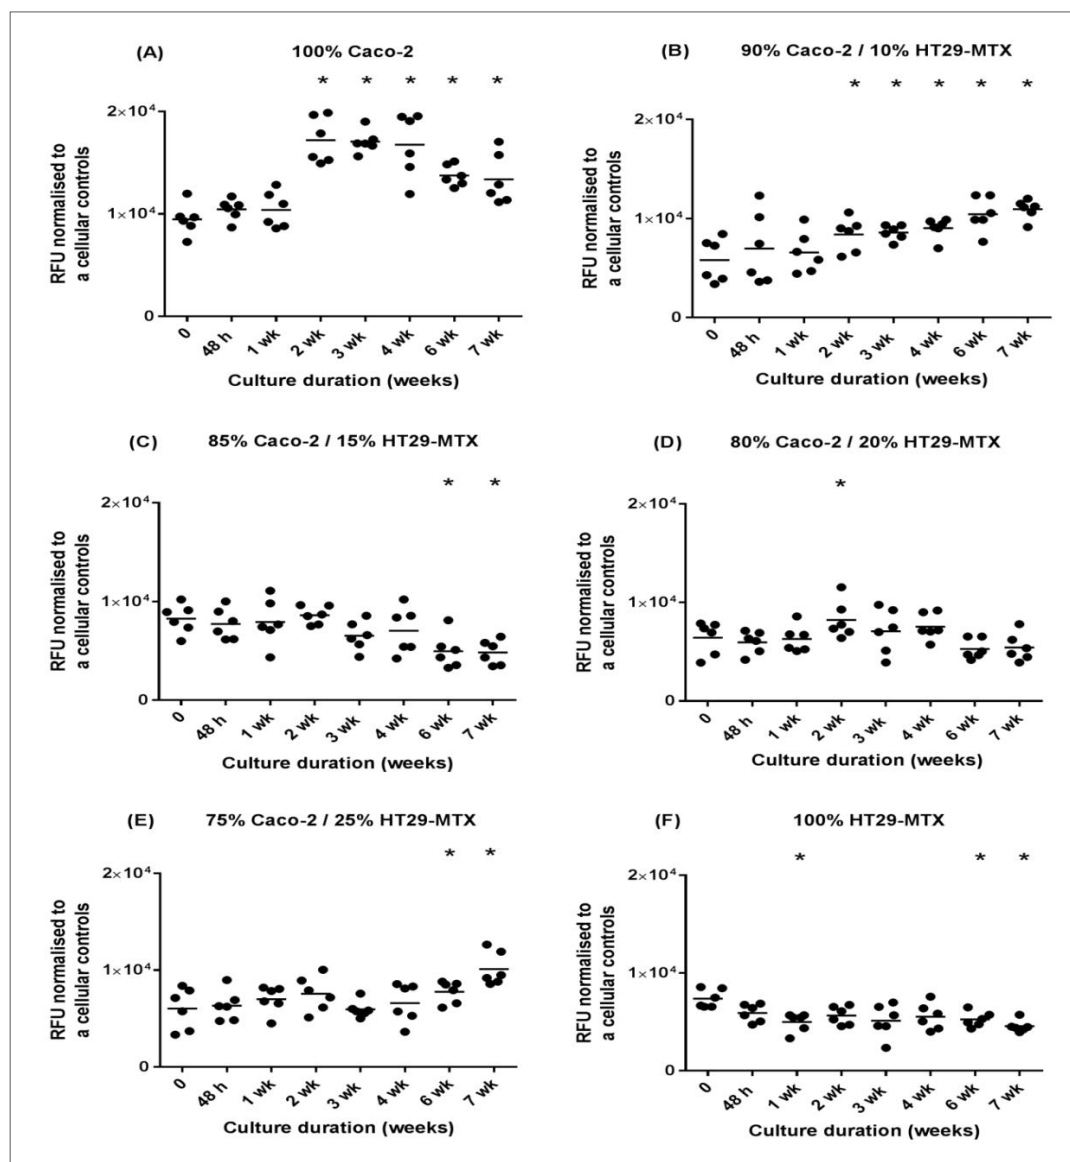 (A) 100% Caco-2
* * * * *
2×10⁴
1×10⁴
0
RFU normalised to
a cellular controls
0 48 h 1 wk 2 wk 3 wk 4 wk 6 wk 7 wk
Culture duration (weeks)
(B) 90% Caco-2 / 10% HT29-MTX
* * * * *
2×10⁴
1×10⁴
0
RFU normalised to
a cellular controls
0 48 h 1 wk 2 wk 3 wk 4 wk 6 wk 7 wk
Culture duration (weeks)
(C) 85% Caco-2 / 15% HT29-MTX
* *
2×10⁴
1×10⁴
0
RFU normalised to
a cellular controls
0 48 h 1 wk 2 wk 3 wk 4 wk 6 wk 7 wk
Culture duration (weeks)
(D) 80% Caco-2 / 20% HT29-MTX
*
2×10⁴
1×10⁴
0
RFU normalised to
a cellular controls
0 48 h 1 wk 2 wk 3 wk 4 wk 6 wk 7 wk
Culture duration (weeks)
(E) 75% Caco-2 / 25% HT29-MTX
* *
2×10⁴
1×10⁴
0
RFU normalised to
a cellular controls
0 48 h 1 wk 2 wk 3 wk 4 wk 6 wk 7 wk
Culture duration (weeks)
(F) 100% HT29-MTX
* * *
2×10⁴
1×10⁴
0
RFU normalised to
a cellular controls
0 48 h 1 wk 2 wk 3 wk 4 wk 6 wk 7 wk
Culture duration (weeks)